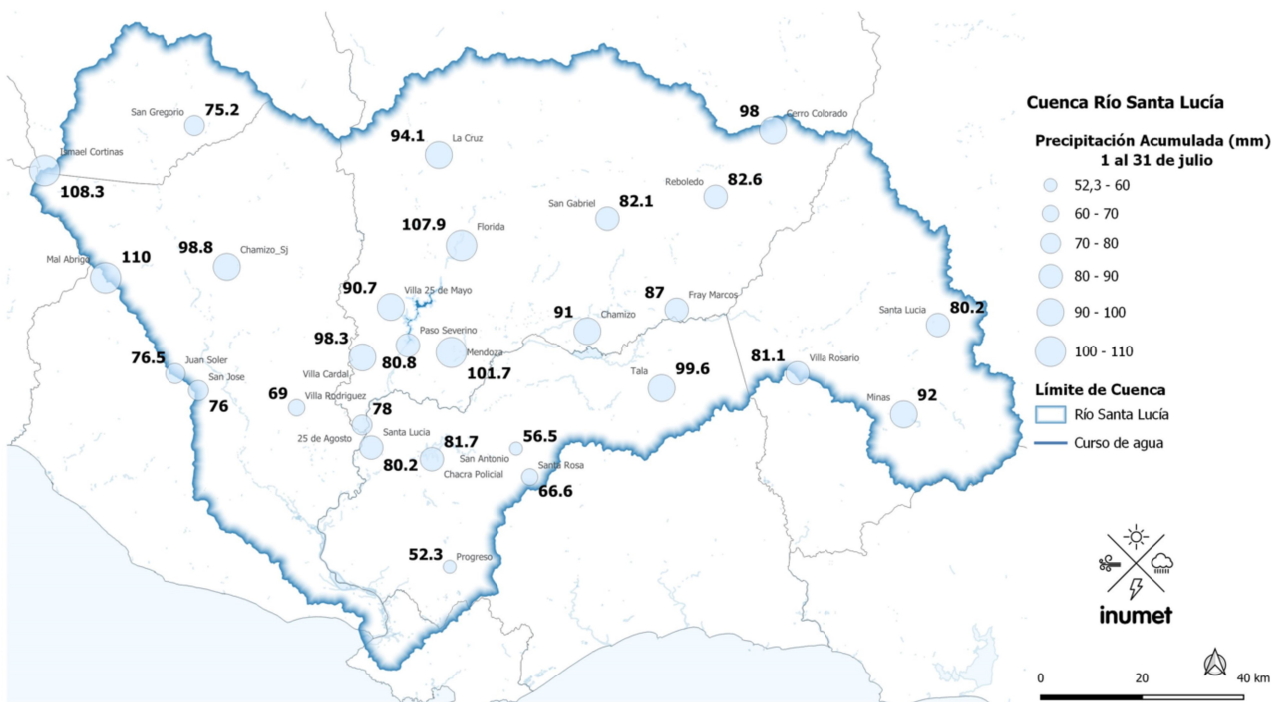 Cuenca Río Santa Lucía
Precipitación Acumulada (mm)
1 al 31 de julio
52,3 - 60
60 - 70
70 - 80
80 - 90
90 - 100
100 - 110
Límite de Cuenca
Río Santa Lucía
Curso de agua
inumet
0 20 40 km
San Gregorio 75.2
Ismael Cortinas
108.3
98
Cerro Colorado
94.1
La Cruz
Reboledo 82.6
San Gabriel 82.1
107.9 Florida
98.8 Chamizo_Sj
Mal Abrigo 110
90.7 Villa 25 de Mayo
87 Fray Marcos
91 Chamizo
Santa Lucia 80.2
Paso Severino
80.8
98.3
Villa Cardal
Mendoza
101.7
76.5 Juan Soler
San Jose
76
Tala 99.6
81.1 Villa Rosario
Minas 92
69 Villa Rodriguez
78
25 de Agosto
Santa Lucia
80.2
81.7
Chacra Policial
56.5
San Antonio
Santa Rosa
66.6
52.3 Progreso